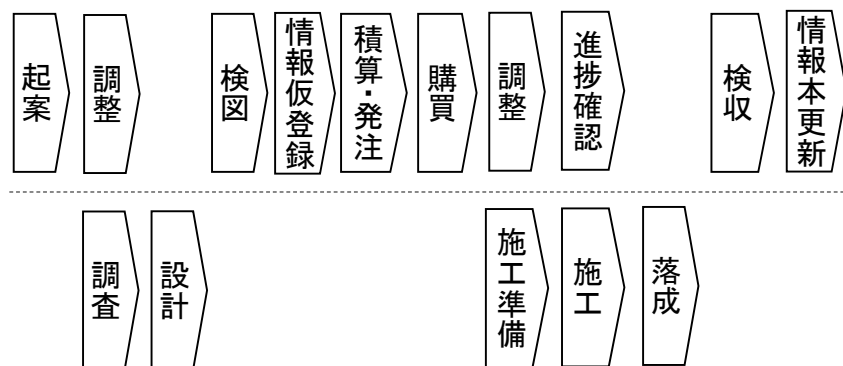 起案
調整
検図
情報仮登録
積算・発注
購買
調整
進捗確認
検収
情報本更新
調査
設計
施工準備
施工
落成